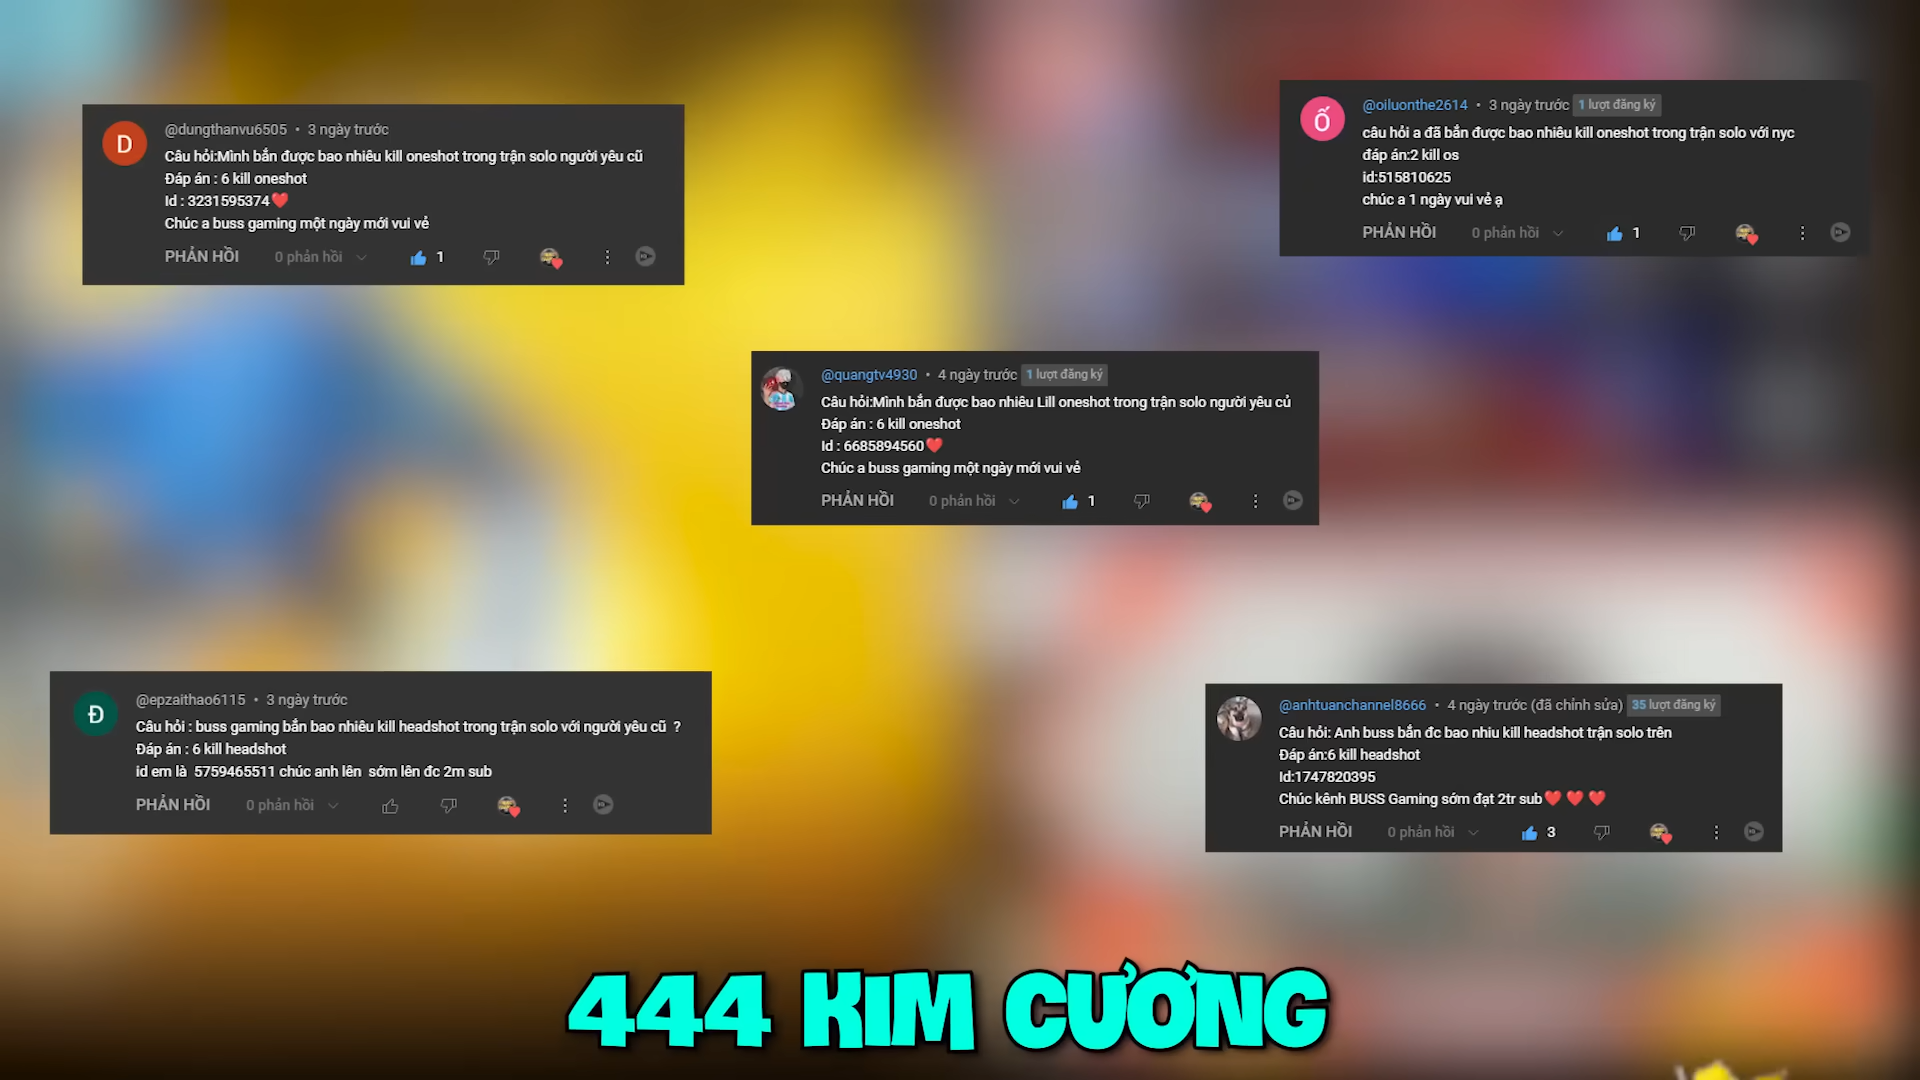 D
@dungthanvu6505 • 3 ngày trước
Câu hỏi:Mình bắn được bao nhiêu kill oneshot trong trận solo người yêu cũ
Đáp án : 6 kill oneshot
Id : 3231595374❤️
Chúc a buss gaming một ngày mới vui vẻ
PHẢN HỒI 0 phản hồi 1
Ố
@oiluonthe2614 • 3 ngày trước 1 lượt đăng ký
câu hỏi a đã bắn được bao nhiêu kill oneshot trong trận solo với nyc
đáp án:2 kill os
id:515810625
chúc a 1 ngày vui vẻ ạ
PHẢN HỒI 0 phản hồi 1
@quangtv4930 • 4 ngày trước 1 lượt đăng ký
Câu hỏi:Mình bắn được bao nhiêu Lill oneshot trong trận solo người yêu củ
Đáp án : 6 kill oneshot
Id : 6685894560❤️
Chúc a buss gaming một ngày mới vui vẻ
PHẢN HỒI 0 phản hồi 1
Đ
@epzaithao6115 • 3 ngày trước
Câu hỏi : buss gaming bắn bao nhiêu kill headshot trong trận solo với người yêu cũ ?
Đáp án : 6 kill headshot
id em là 5759465511 chúc anh lên sớm lên đc 2m sub
PHẢN HỒI 0 phản hồi
@anhtuanchannel8666 • 4 ngày trước (đã chỉnh sửa) 35 lượt đăng ký
Câu hỏi: Anh buss bắn đc bao nhiu kill headshot trận solo trên
Đáp án:6 kill headshot
Id:1747820395
Chúc kênh BUSS Gaming sớm đạt 2tr sub❤️❤️❤️
PHẢN HỒI 0 phản hồi 3
444 KIM CƯƠNG